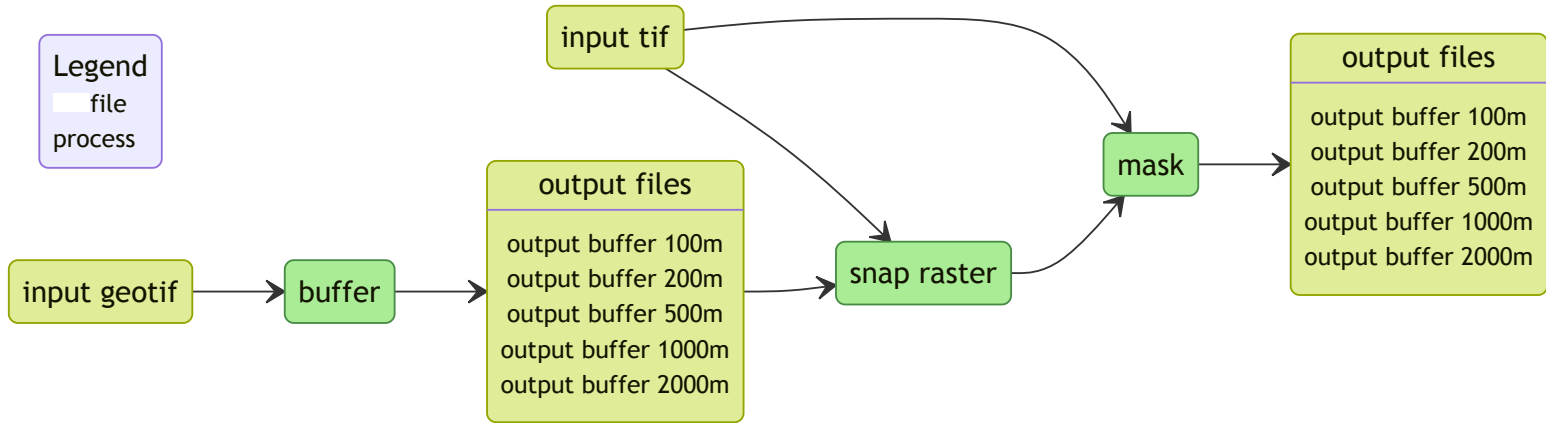 Legend
file
process
input tif
input geotif
buffer
output files
output buffer 100m
output buffer 200m
output buffer 500m
output buffer 1000m
output buffer 2000m
snap raster
mask
output files
output buffer 100m
output buffer 200m
output buffer 500m
output buffer 1000m
output buffer 2000m